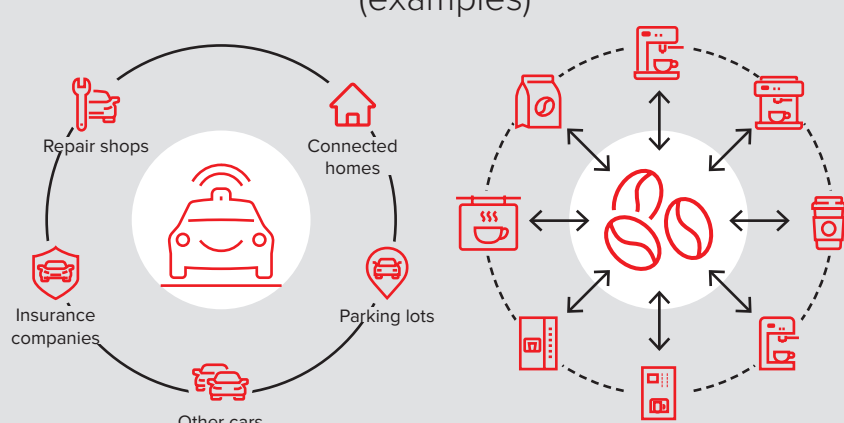 (examples)
Repair shops
Connected
homes
Insurance
companies
Parking lots
Other cars